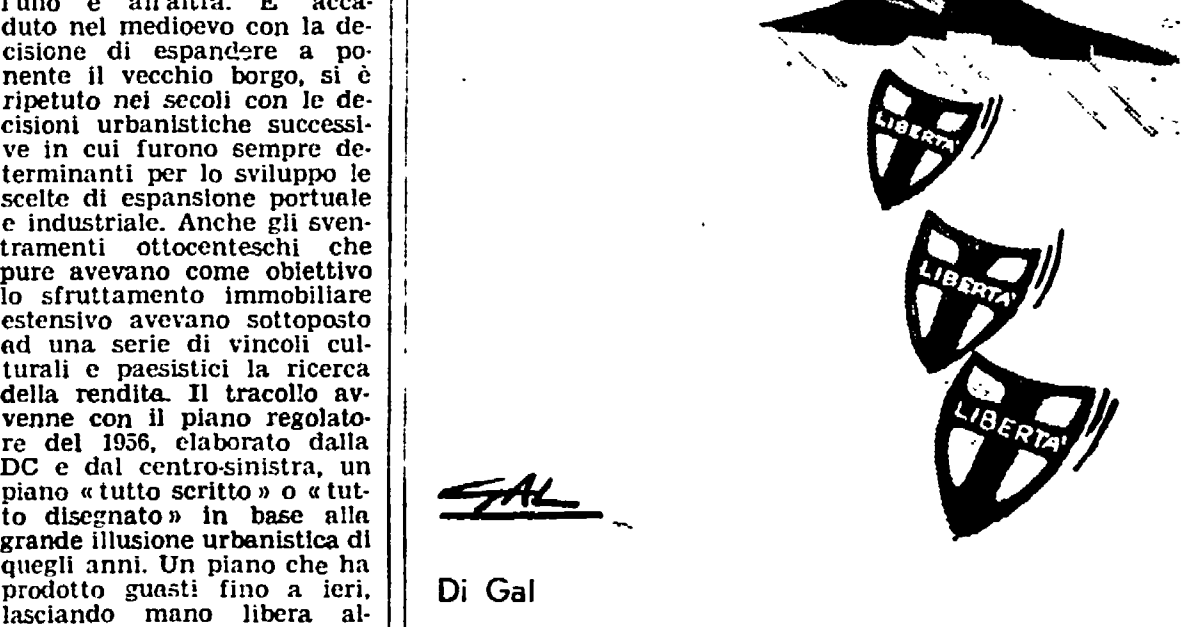 l'uno e all'altra. E' acca-
duto nel medioevo con la de-
cisione di espandere a po-
nente il vecchio borgo, si è
ripetuto nei secoli con le de-
cisioni urbanistiche successi-
ve in cui furono sempre de-
terminanti per lo sviluppo le
scelte di espansione portuale
e industriale. Anche gli sven-
tramenti ottocenteschi che
pure avevano come obiettivo
lo sfruttamento immobiliare
estensivo avevano sottoposto
ad una serie di vincoli cul-
turali e paesistici la ricerca
della rendita. Il tracollo av-
venne con il piano regolato-
re del 1956, elaborato dalla
DC e dal centro-sinistra, un
piano « tutto scritto » o « tut-
to disegnato » in base alla
grande illusione urbanistica di
quegli anni. Un piano che ha
prodotto guasti fino a ieri,
lasciando mano libera al-
LIBERTA'
LIBERTA'
LIBERTA'
GAL
Di Gal